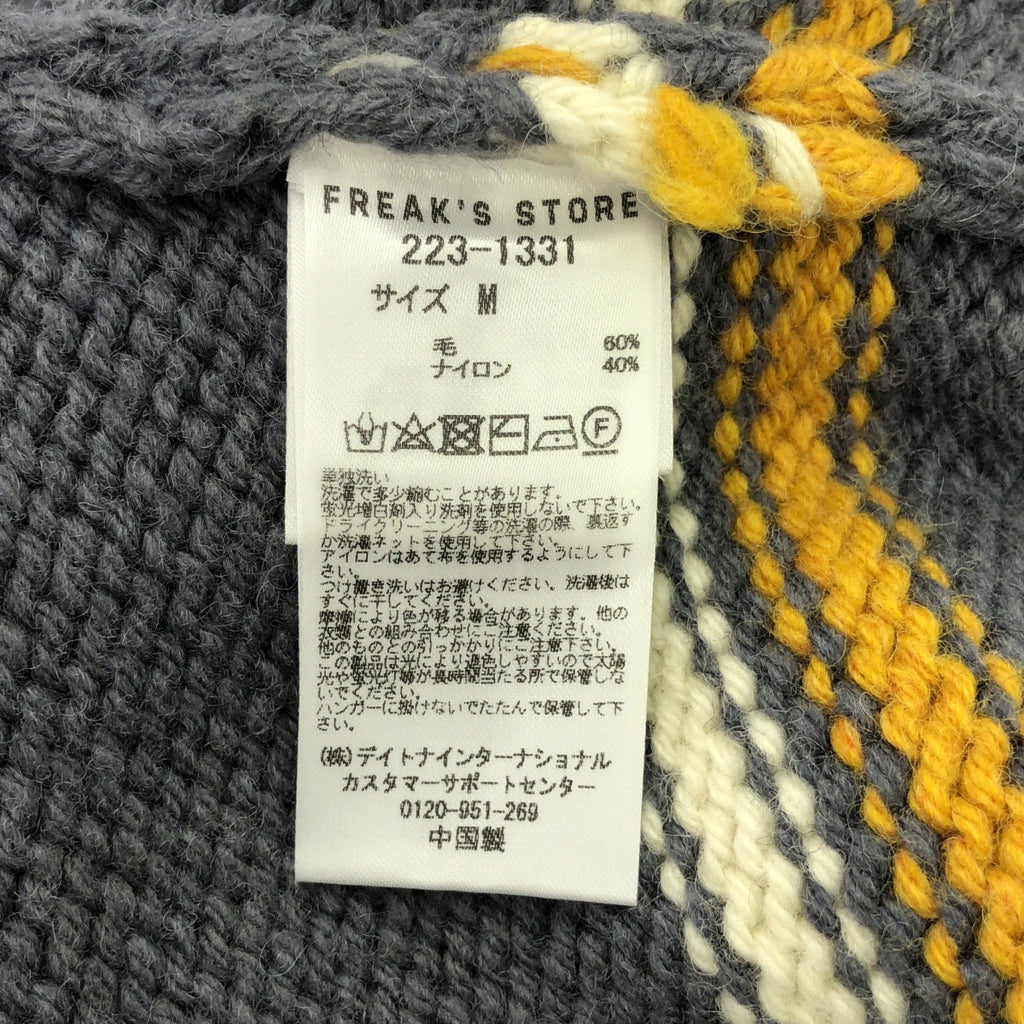 FREAK'S STORE
223-1331
サイズ M
毛 60%
ナイロン 40%
F
単独洗い
洗濯で多少縮むことがあります。
蛍光増白剤入り洗剤を使用しないで下さい。
ドライクリーニング等の洗濯の際、裏返す
か洗濯ネットを使用して下さい。
アイロンはあて布を使用するようにして下
さい。
つけ置き洗いはお避けください、洗濯後は
すぐに干してください。
摩擦により色が移る場合があります。他の
衣類との組み合わせにご注意ください。
他のものとの引っかかりにご注意下さい。
この製品は光により退色しやすいので太陽
光や蛍光灯等が長時間当たる所で保管しな
いでください。
ハンガーに掛けないでたたんで保管して下
さい。
(株)デイトナインターナショナル
カスタマーサポートセンター
0120-951-269
中国製